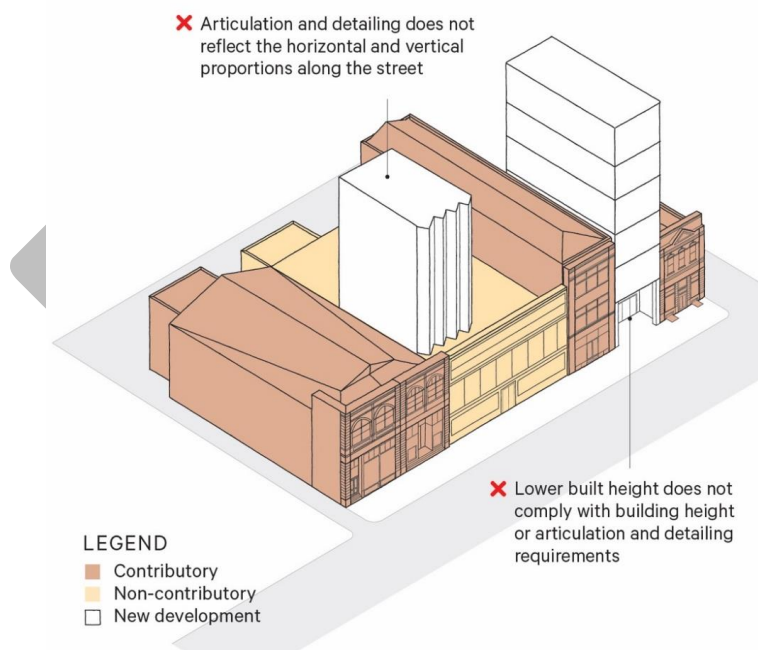 Articulation and detailing does not
reflect the horizontal and vertical
proportions along the street
Lower built height does not
comply with building height
or articulation and detailing
requirements
LEGEND
Contributory
Non-contributory
New development